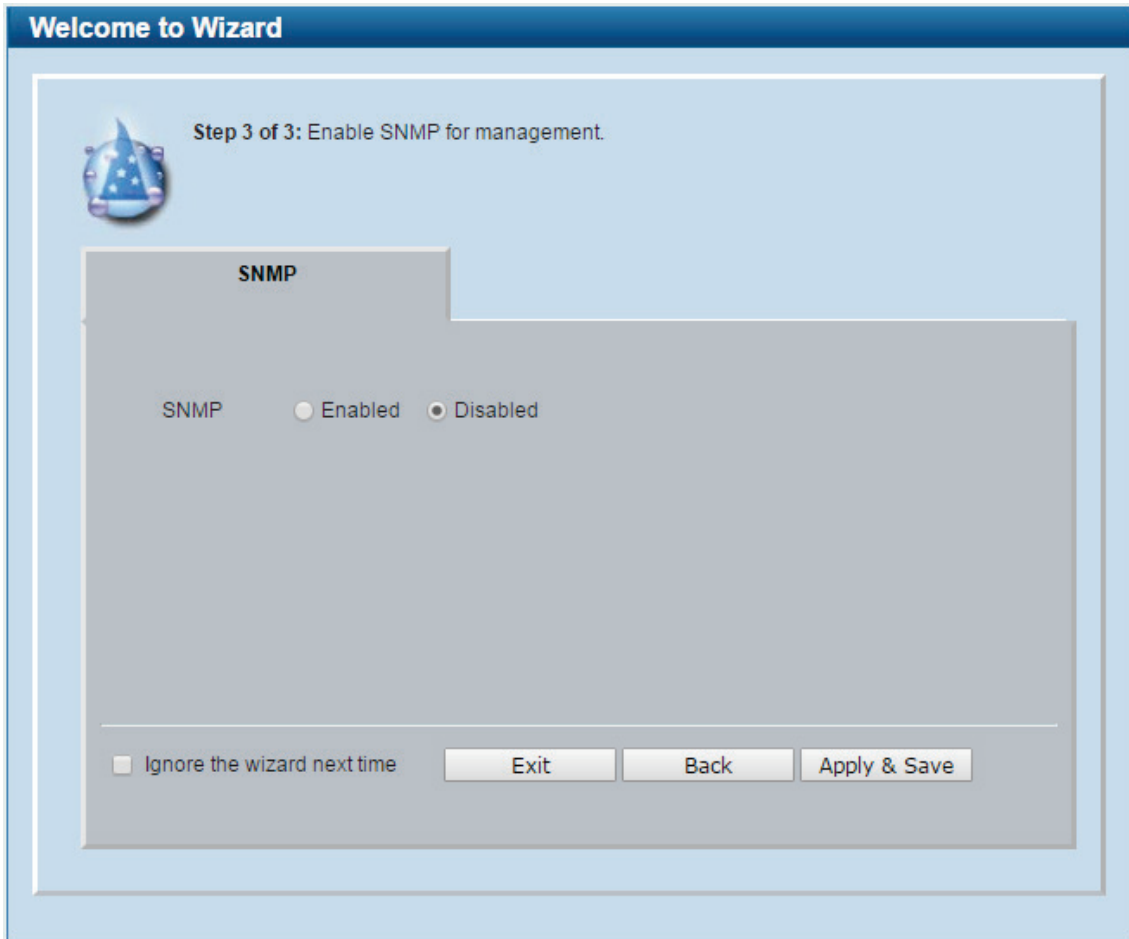 Welcome to Wizard
Step 3 of 3: Enable SNMP for management.
SNMP
SNMP Enabled Disabled
Ignore the wizard next time Exit Back Apply & Save